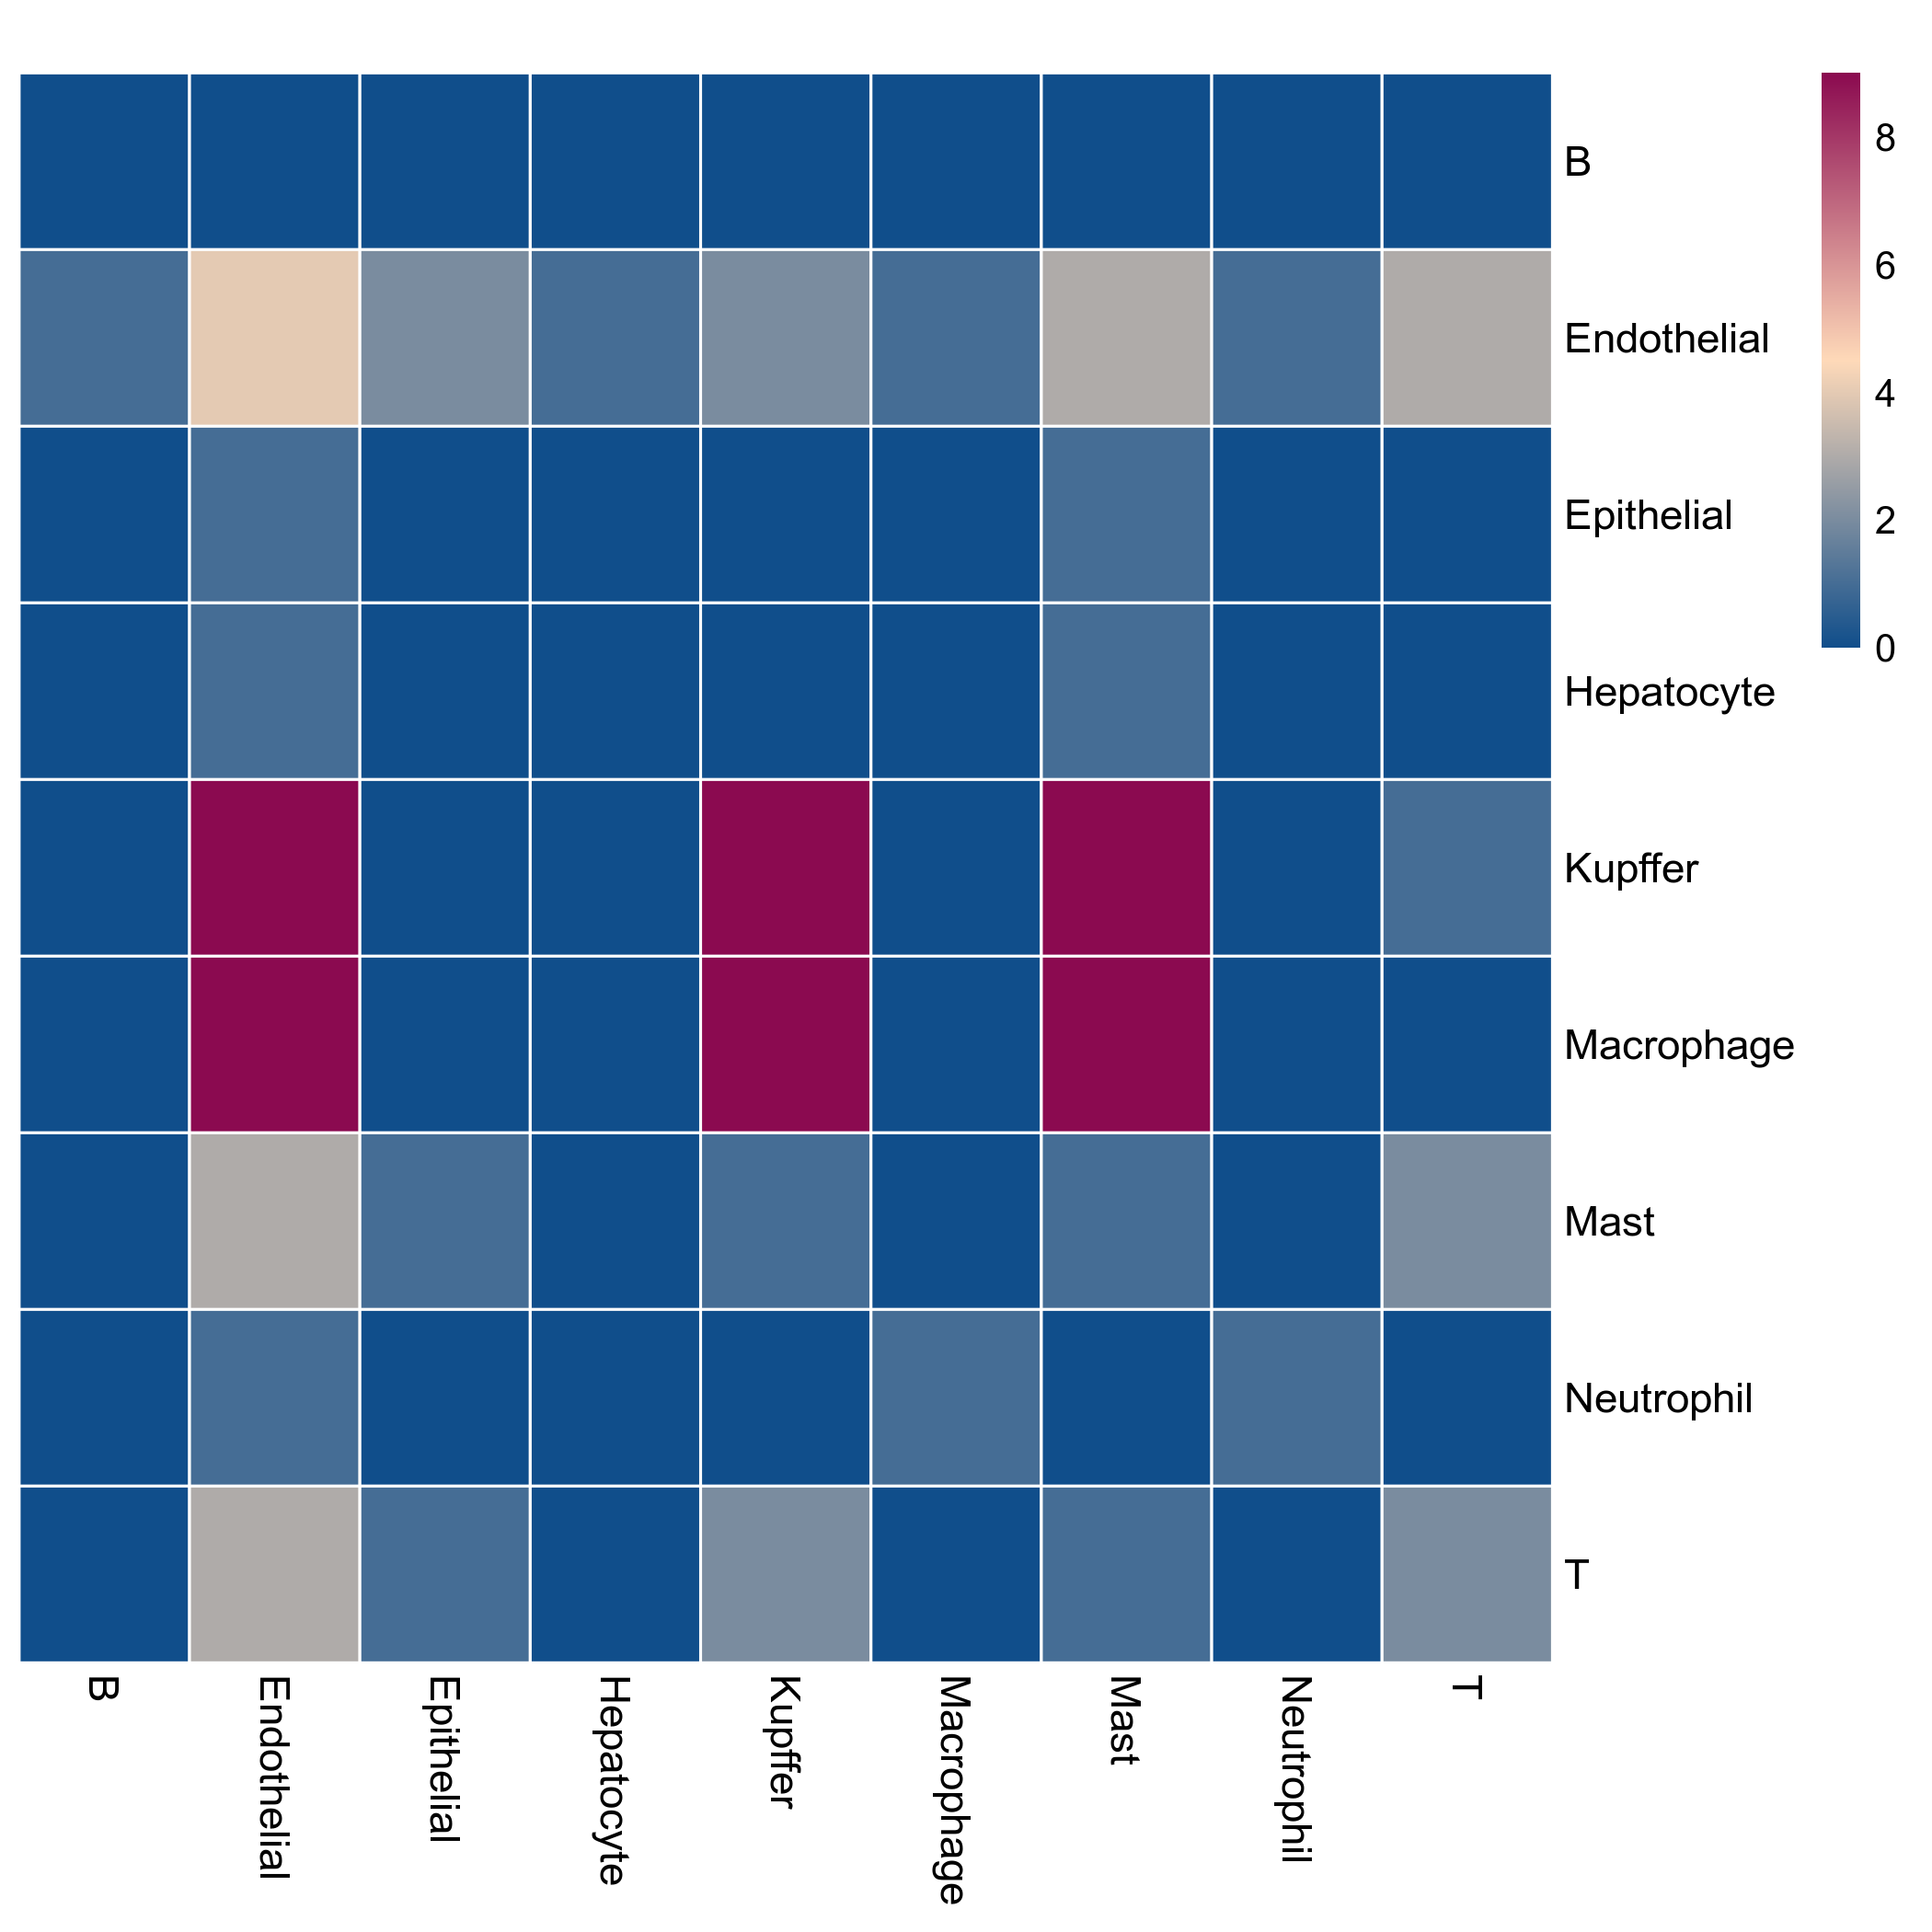 B
Endothelial
Epithelial
Hepatocyte
Kupffer
Macrophage
Mast
Neutrophil
T
8
6
4
2
0
B
Endothelial
Epithelial
Hepatocyte
Kupffer
Macrophage
Mast
Neutrophil
T